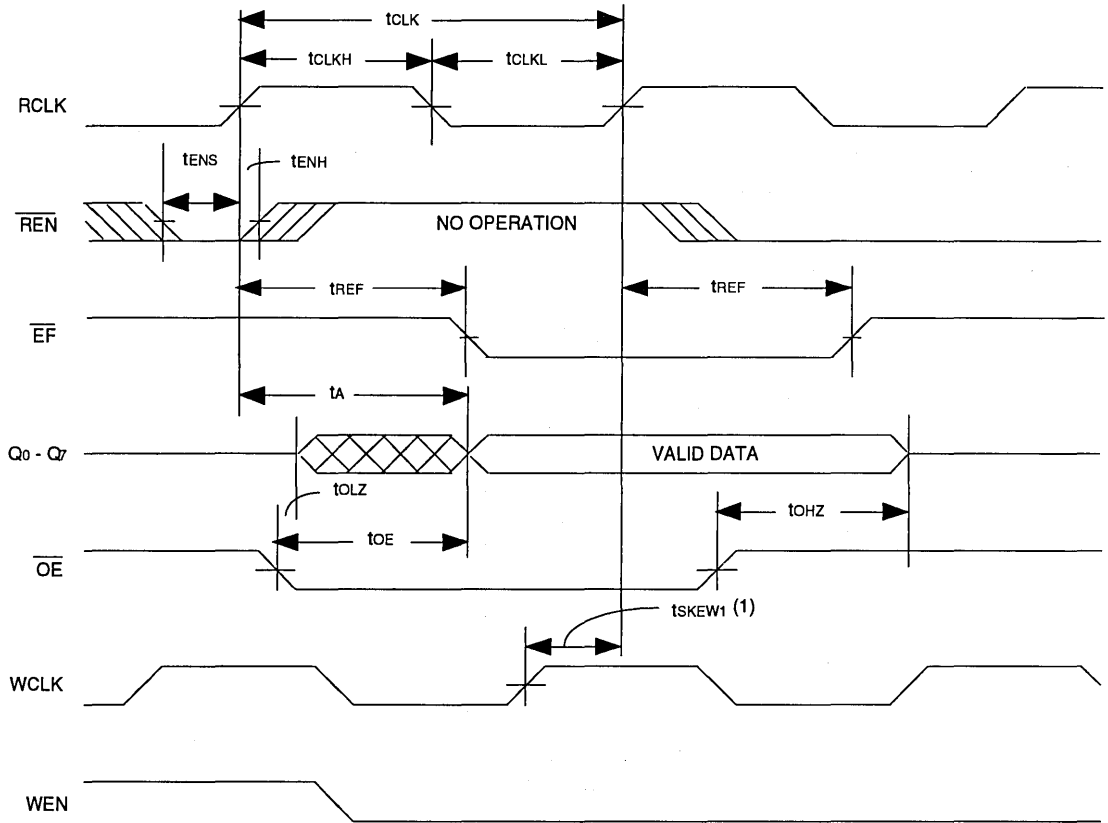 tCLK
tCLKH
tCLKL
RCLK
tENS
tENH
REN
NO OPERATION
tREF
tREF
EF
tA
Q0 - Q7
VALID DATA
tOLZ
tOHZ
tOE
OE
tSKEW1 (1)
WCLK
WEN